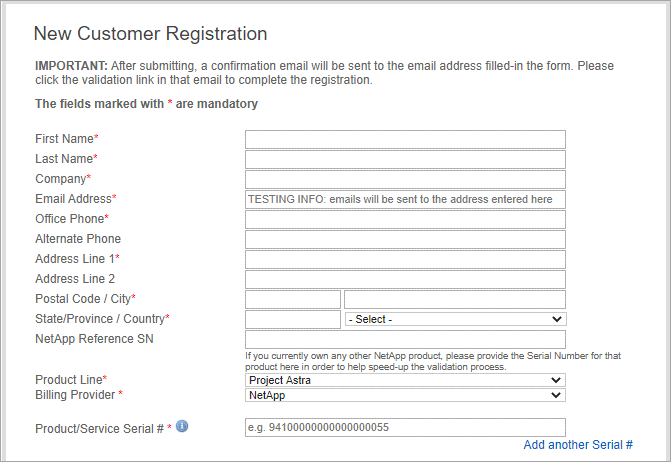 New Customer Registration
IMPORTANT: After submitting, a confirmation email will be sent to the email address filled-in the form. Please
click the validation link in that email to complete the registration.
The fields marked with * are mandatory
First Name*
Last Name*
Company*
Email Address* TESTING INFO: emails will be sent to the address entered here
Office Phone*
Alternate Phone
Address Line 1*
Address Line 2
Postal Code / City*
State/Province / Country* - Select -
NetApp Reference SN
If you currently own any other NetApp product, please provide the Serial Number for that
product here in order to help speed-up the validation process.
Product Line* Project Astra
Billing Provider * NetApp
Product/Service Serial # * i e.g. 94100000000000000055
Add another Serial #